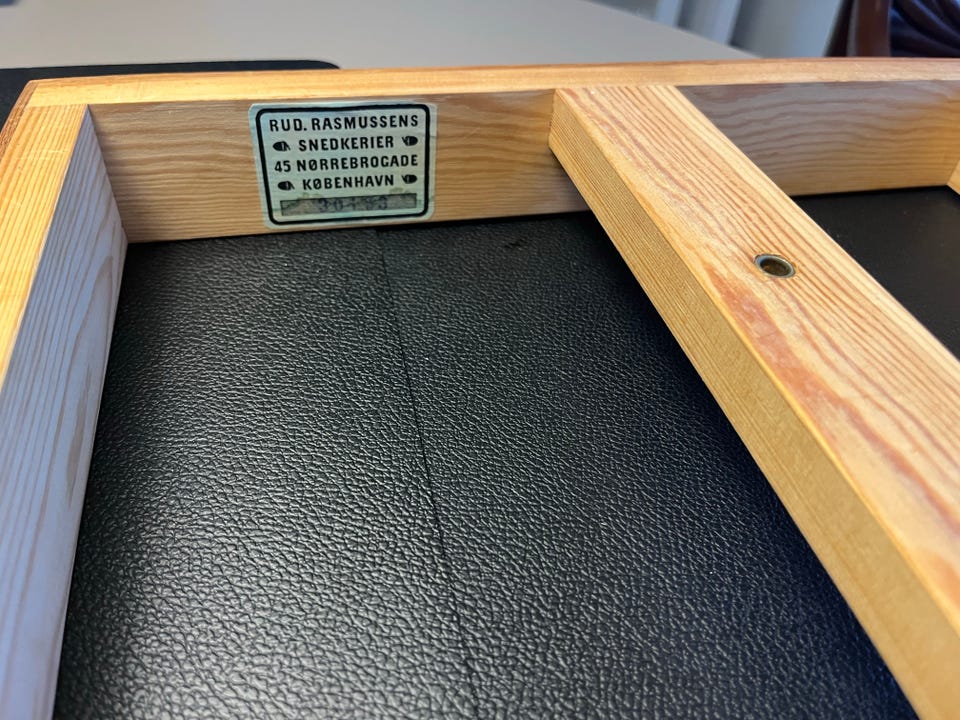 RUD. RASMUSSENS
SNEDKERIER
45 NØRREBROGADE
KØBENHAVN